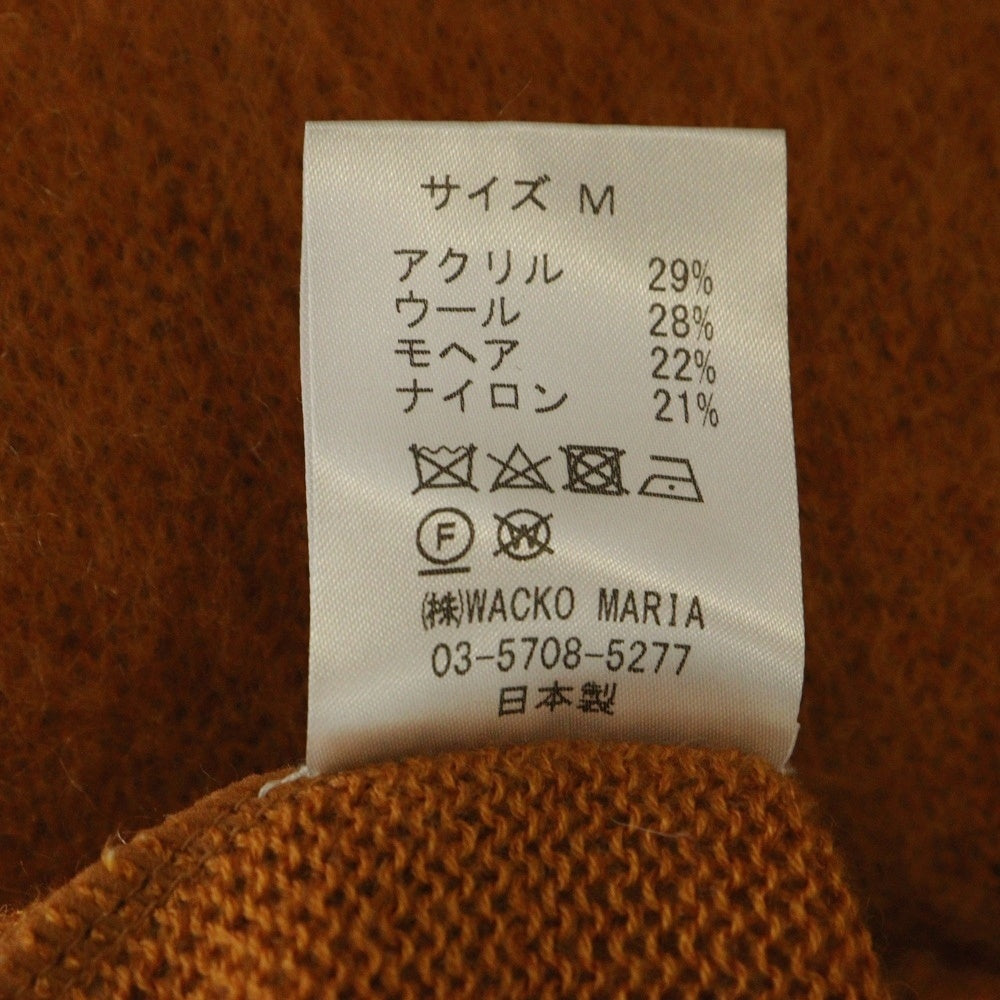 サイズ M
アクリル 29%
ウール 28%
モヘア 22%
ナイロン 21%
F W
㈱WACKO MARIA
03-5708-5277
日本製